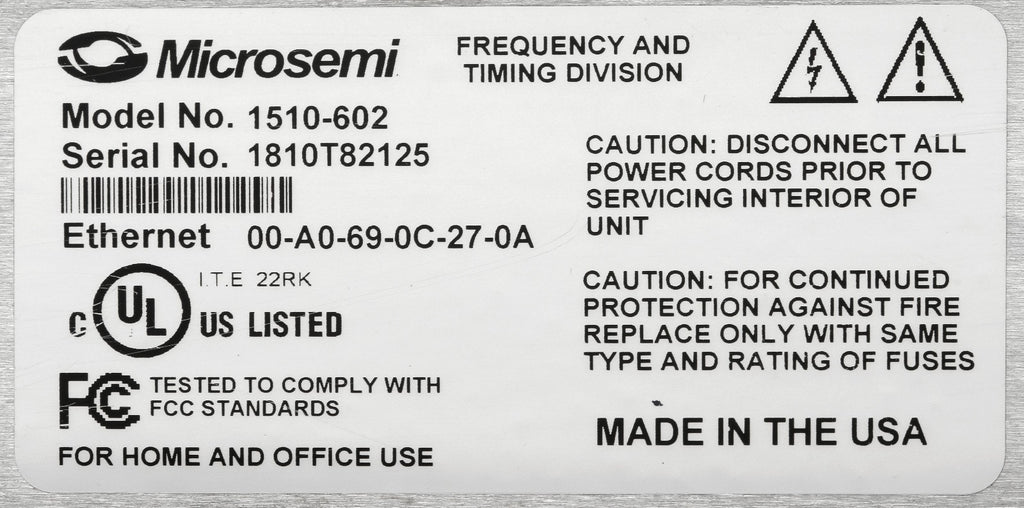 Microsemi
FREQUENCY AND
TIMING DIVISION
Model No. 1510-602
Serial No. 1810T82125
Ethernet 00-A0-69-0C-27-0A
I.T.E 22RK
C UL US LISTED
FC TESTED TO COMPLY WITH
FCC STANDARDS
FOR HOME AND OFFICE USE
CAUTION: DISCONNECT ALL
POWER CORDS PRIOR TO
SERVICING INTERIOR OF
UNIT
CAUTION: FOR CONTINUED
PROTECTION AGAINST FIRE
REPLACE ONLY WITH SAME
TYPE AND RATING OF FUSES
MADE IN THE USA